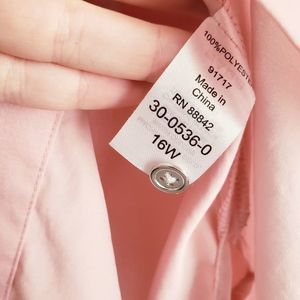 100% POLYEST
91717
Made in
China
RN 88842
30-0536-0
16W